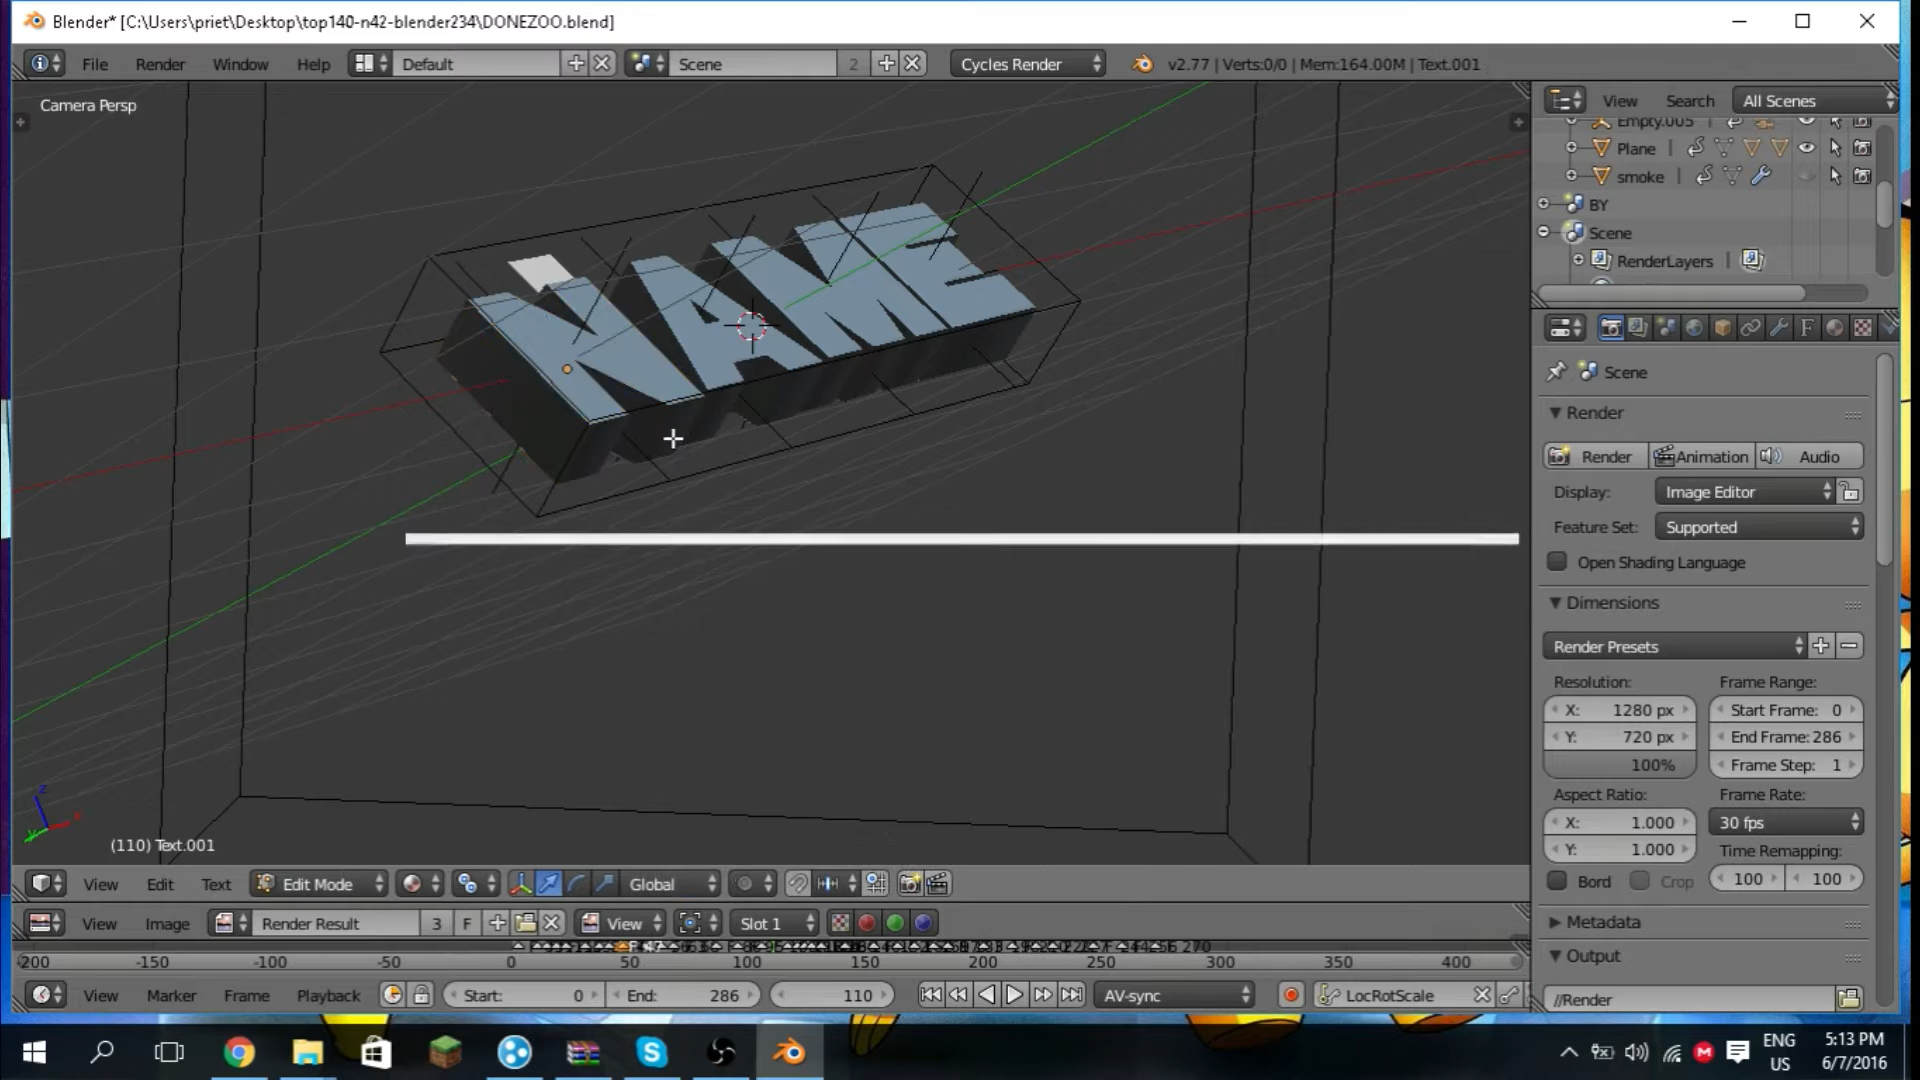 Blender* [C:\Users\priet\Desktop\top140-n42-blender234\DONEZOO.blend]
File Render Window Help Default Scene 2 Cycles Render v2.77 | Verts:0/0 | Mem:164.00M | Text.001
Camera Persp
View Search All Scenes
Empty.005
Plane
smoke
BY
Scene
RenderLayers
NAME
Scene
Render
Render Animation Audio
Display: Image Editor
Feature Set: Supported
Open Shading Language
Dimensions
Render Presets
Resolution: Frame Range:
X: 1280 px Start Frame: 0
Y: 720 px End Frame: 286
100% Frame Step: 1
Aspect Ratio: Frame Rate:
X: 1.000 30 fps
Y: 1.000 Time Remapping:
Bord Crop 100 100
Metadata
Output
//Render
z
x
y
(110) Text.001
View Edit Text Edit Mode Global
View Image Render Result 3 F View Slot 1
-200 -150 -100 -50 0 50 100 150 200 250 300 350 400
View Marker Frame Playback Start: 0 End: 286 110 AV-sync LocRotScale
ENG
US
5:13 PM
6/7/2016